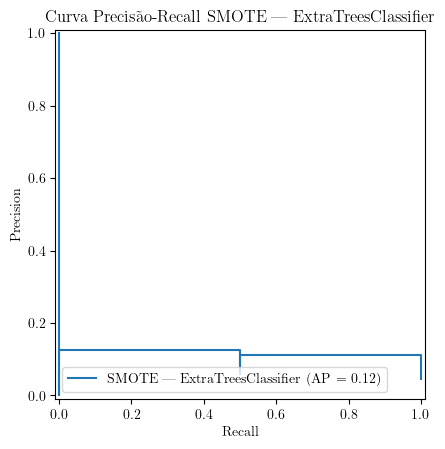 Curva Precisão-Recall SMOTE — ExtraTreesClassifier
1.0
0.8
0.6
0.4
0.2
0.0
Precision
SMOTE — ExtraTreesClassifier (AP = 0.12)
0.0 0.2 0.4 0.6 0.8 1.0
Recall